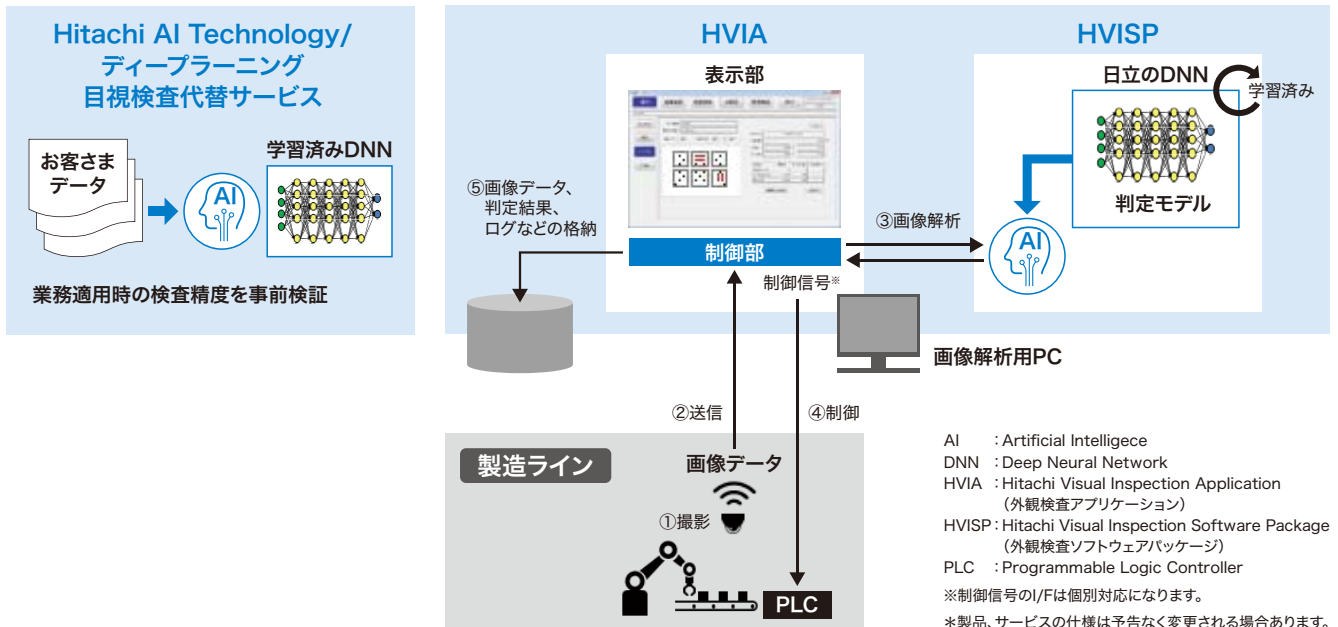 Hitachi AI Technology/
ディープラーニング
目視検査代替サービス
お客さま
データ
AI
学習済みDNN
業務適用時の検査精度を事前検証
HVIA
表示部
⑤画像データ、
判定結果、
ログなどの格納
制御部
制御信号※
③画像解析
HVISP
日立のDNN
学習済み
判定モデル
AI
画像解析用PC
②送信
④制御
製造ライン
画像データ
①撮影
PLC
AI :Artificial Intelligece
DNN :Deep Neural Network
HVIA :Hitachi Visual Inspection Application
(外観検査アプリケーション)
HVISP:Hitachi Visual Inspection Software Package
(外観検査ソフトウェアパッケージ)
PLC :Programmable Logic Controller
※制御信号のI/Fは個別対応になります。
*製品、サービスの仕様は予告なく変更される場合あります。